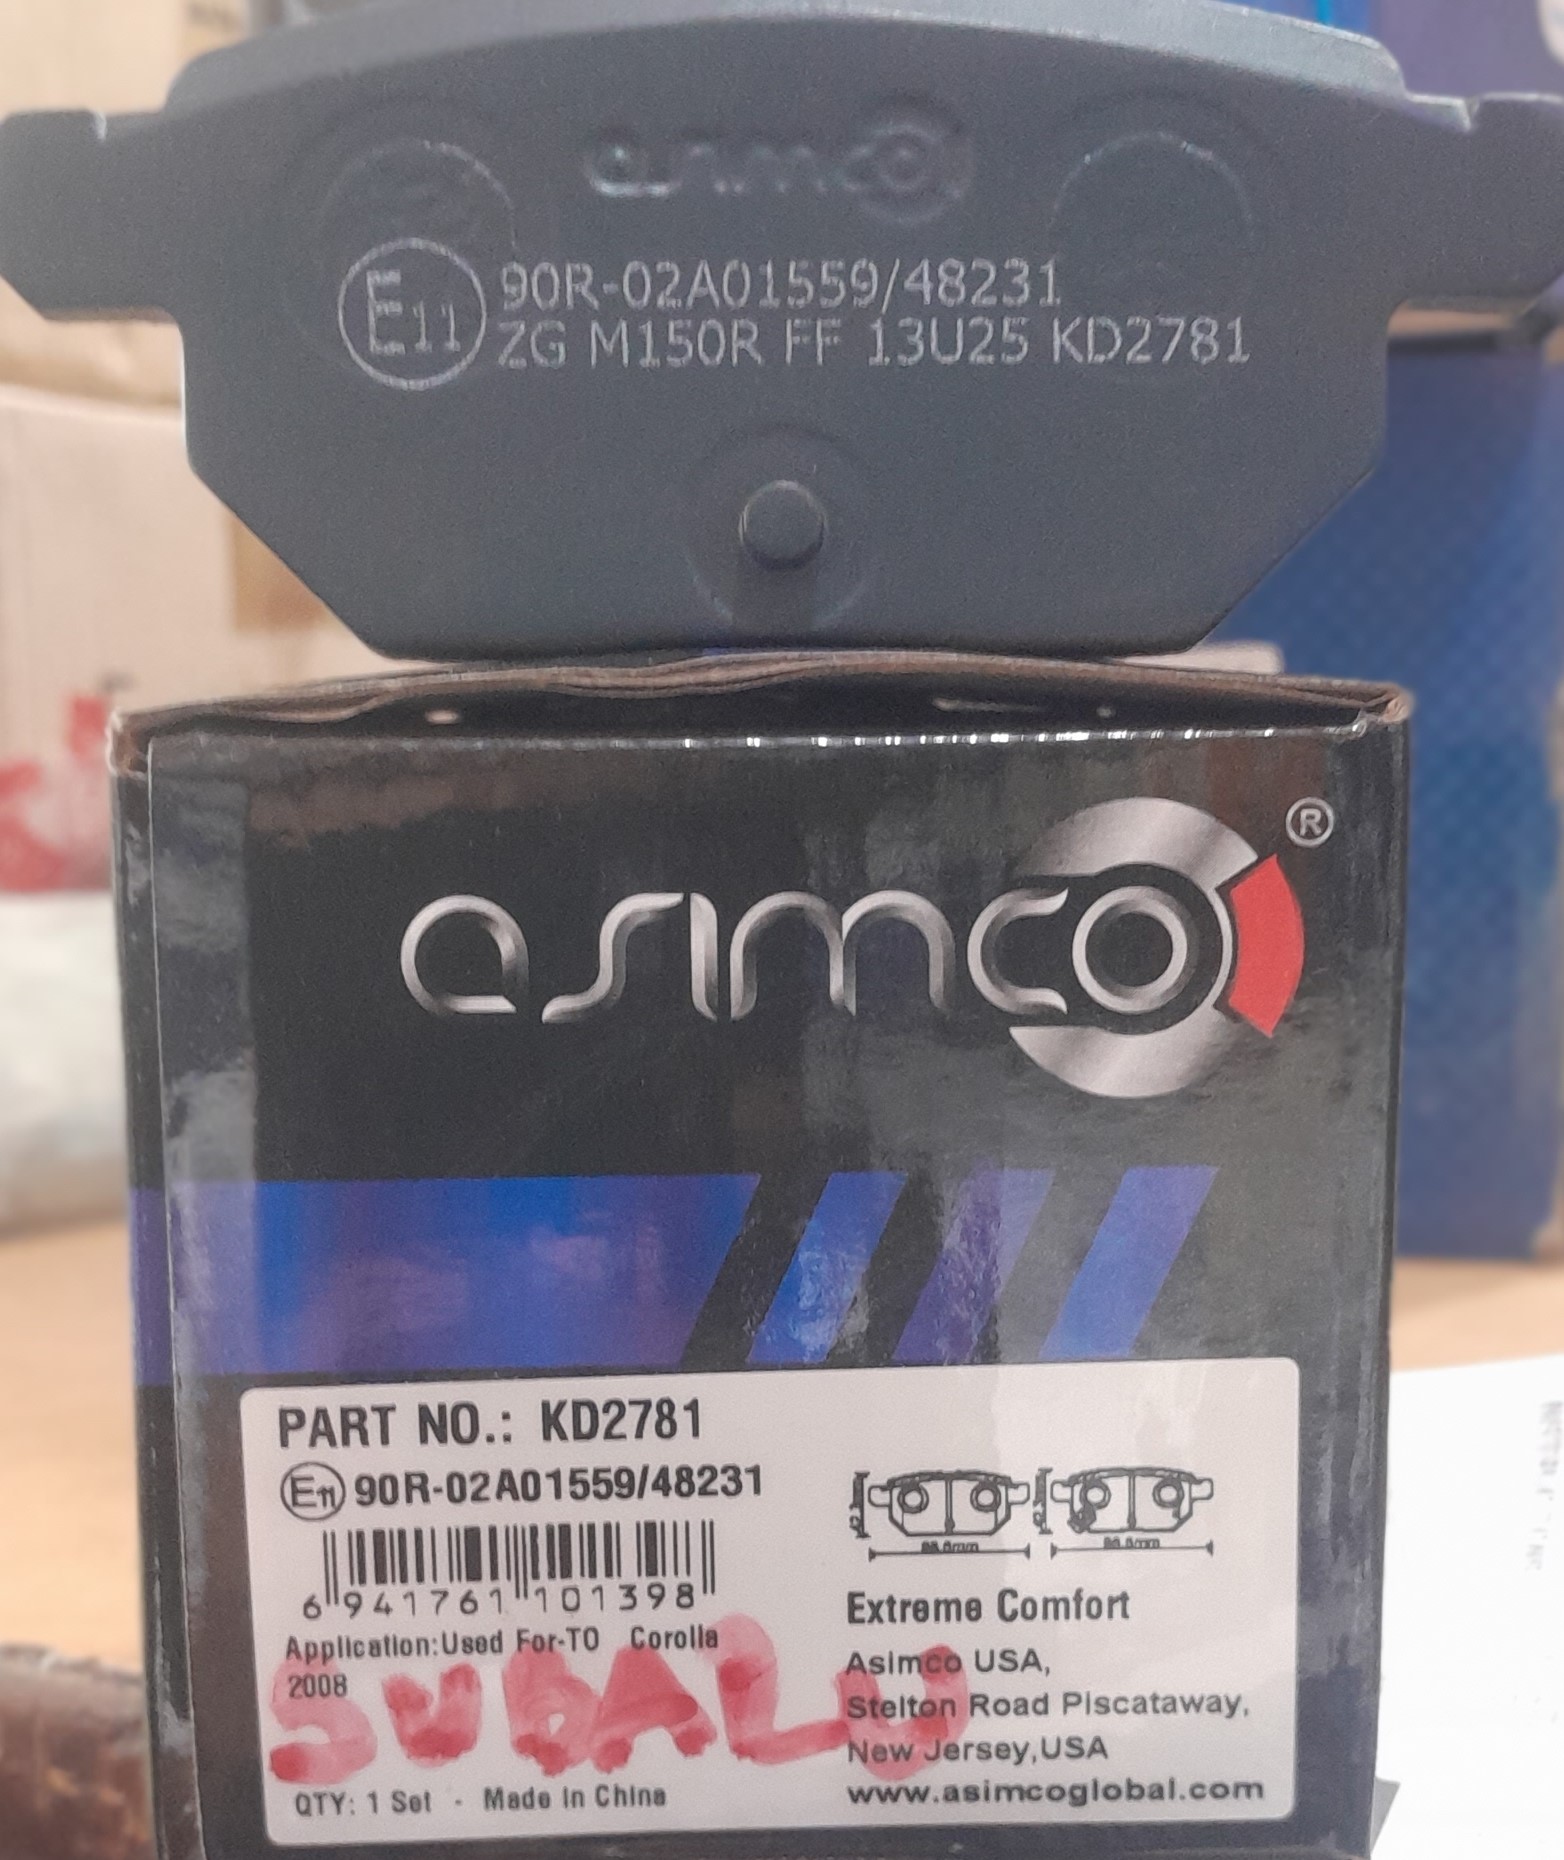 asimco
E11 90R-02A01559/48231
ZG M150R FF 13U25 KD2781
asimco®
PART NO.: KD2781
E11 90R-02A01559/48231
6 941761 101398
Application:Used For-TO Corolla
2008
SUBALU
QTY: 1 Set - Made In China
Extreme Comfort
Asimco USA,
Stelton Road Piscataway,
New Jersey,USA
www.asimcoglobal.com